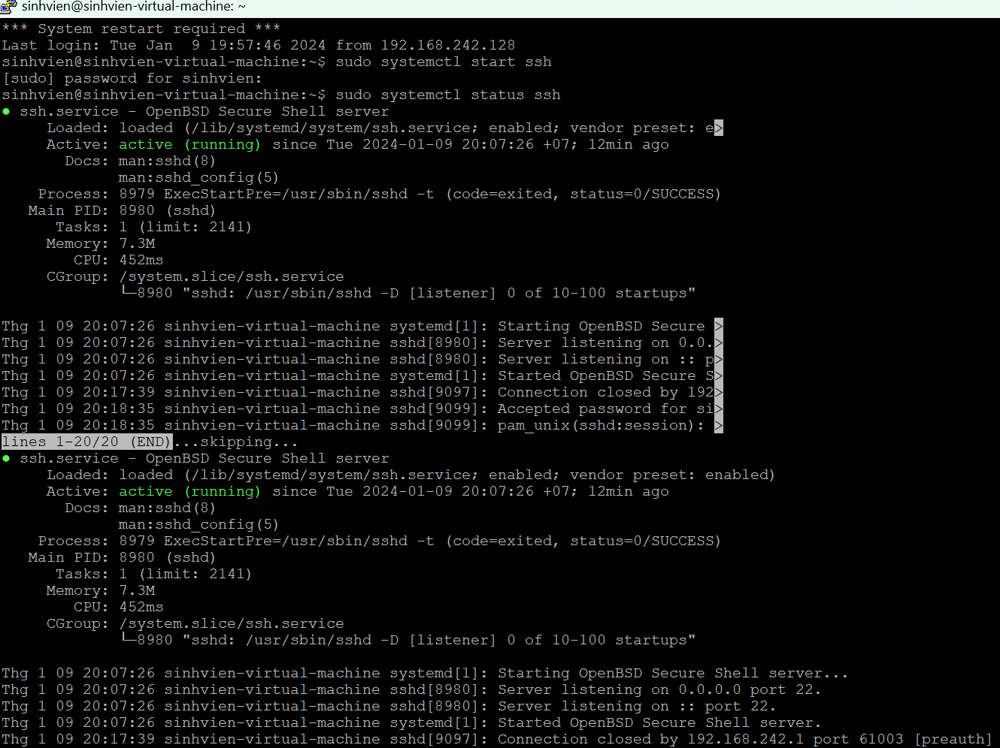 sinhvien@sinhvien-virtual-machine: ~
*** System restart required ***
Last login: Tue Jan  9 19:57:46 2024 from 192.168.242.128
sinhvien@sinhvien-virtual-machine:~$ sudo systemctl start ssh
[sudo] password for sinhvien:
sinhvien@sinhvien-virtual-machine:~$ sudo systemctl status ssh
● ssh.service - OpenBSD Secure Shell server
     Loaded: loaded (/lib/systemd/system/ssh.service; enabled; vendor preset: e>
     Active: active (running) since Tue 2024-01-09 20:07:26 +07; 12min ago
       Docs: man:sshd(8)
             man:sshd_config(5)
    Process: 8979 ExecStartPre=/usr/sbin/sshd -t (code=exited, status=0/SUCCESS)
   Main PID: 8980 (sshd)
      Tasks: 1 (limit: 2141)
     Memory: 7.3M
        CPU: 452ms
     CGroup: /system.slice/ssh.service
             └─8980 "sshd: /usr/sbin/sshd -D [listener] 0 of 10-100 startups"

Thg 1 09 20:07:26 sinhvien-virtual-machine systemd[1]: Starting OpenBSD Secure >
Thg 1 09 20:07:26 sinhvien-virtual-machine sshd[8980]: Server listening on 0.0.>
Thg 1 09 20:07:26 sinhvien-virtual-machine sshd[8980]: Server listening on :: p>
Thg 1 09 20:07:26 sinhvien-virtual-machine systemd[1]: Started OpenBSD Secure S>
Thg 1 09 20:17:39 sinhvien-virtual-machine sshd[9097]: Connection closed by 192>
Thg 1 09 20:18:35 sinhvien-virtual-machine sshd[9099]: Accepted password for si>
Thg 1 09 20:18:35 sinhvien-virtual-machine sshd[9099]: pam_unix(sshd:session): >
lines 1-20/20 (END)...skipping...
● ssh.service - OpenBSD Secure Shell server
     Loaded: loaded (/lib/systemd/system/ssh.service; enabled; vendor preset: enabled)
     Active: active (running) since Tue 2024-01-09 20:07:26 +07; 12min ago
       Docs: man:sshd(8)
             man:sshd_config(5)
    Process: 8979 ExecStartPre=/usr/sbin/sshd -t (code=exited, status=0/SUCCESS)
   Main PID: 8980 (sshd)
      Tasks: 1 (limit: 2141)
     Memory: 7.3M
        CPU: 452ms
     CGroup: /system.slice/ssh.service
             └─8980 "sshd: /usr/sbin/sshd -D [listener] 0 of 10-100 startups"

Thg 1 09 20:07:26 sinhvien-virtual-machine systemd[1]: Starting OpenBSD Secure Shell server...
Thg 1 09 20:07:26 sinhvien-virtual-machine sshd[8980]: Server listening on 0.0.0.0 port 22.
Thg 1 09 20:07:26 sinhvien-virtual-machine sshd[8980]: Server listening on :: port 22.
Thg 1 09 20:07:26 sinhvien-virtual-machine systemd[1]: Started OpenBSD Secure Shell server.
Thg 1 09 20:17:39 sinhvien-virtual-machine sshd[9097]: Connection closed by 192.168.242.1 port 61003 [preauth]